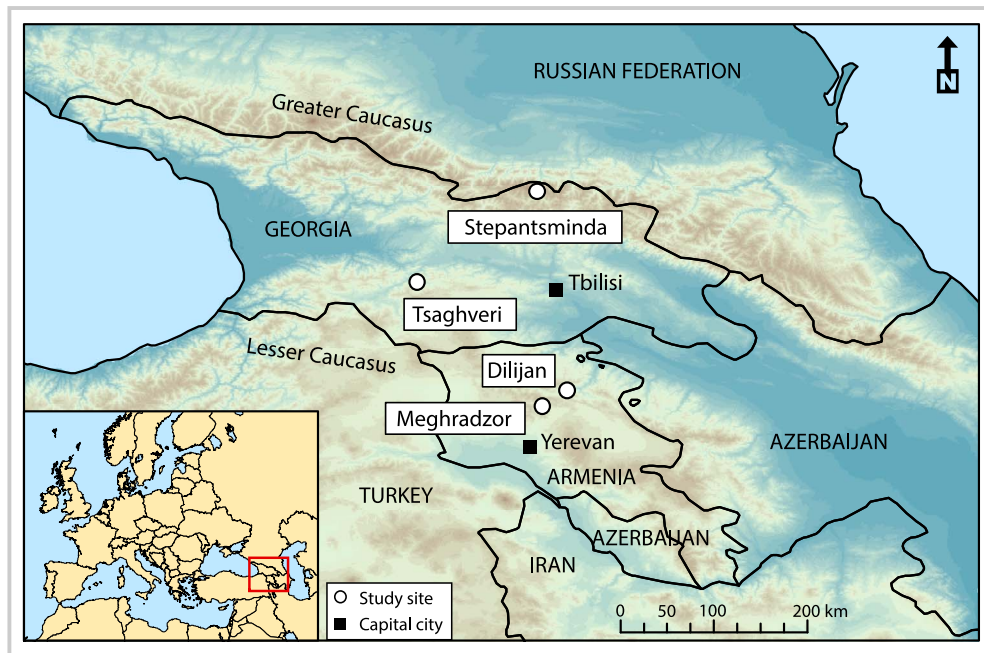 RUSSIAN FEDERATION
N
Greater Caucasus
Stepantsminda
GEORGIA
Tbilisi
Tsaghveri
Lesser Caucasus
Dilijan
Meghradzor
Yerevan
AZERBAIJAN
ARMENIA
TURKEY
AZERBAIJAN
IRAN
Study site
Capital city
0 50 100 200 km